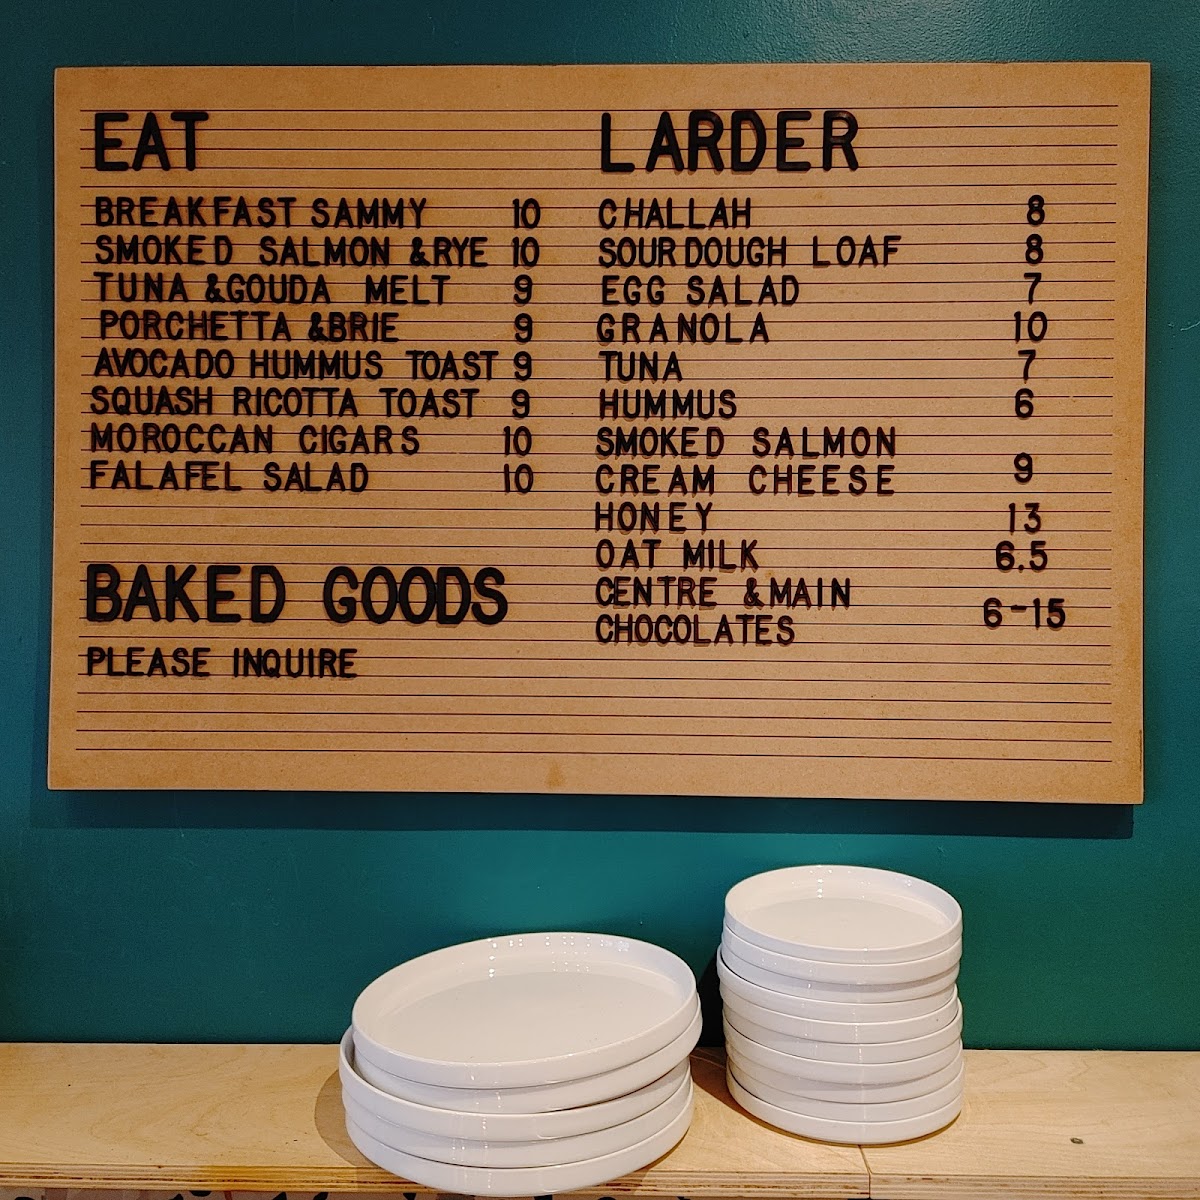 EAT
BREAKFAST SAMMY 10
SMOKED SALMON &RYE 10
TUNA &GOUDA MELT 9
PORCHETTA &BRIE 9
AVOCADO HUMMUS TOAST 9
SQUASH RICOTTA TOAST 9
MOROCCAN CIGARS 10
FALAFEL SALAD 10
BAKED GOODS
PLEASE INQUIRE
LARDER
CHALLAH 8
SOURDOUGH LOAF 8
EGG SALAD 7
GRANOLA 10
TUNA 7
HUMMUS 6
SMOKED SALMON
CREAM CHEESE 9
HONEY 13
OAT MILK 6.5
CENTRE &MAIN
CHOCOLATES 6-15